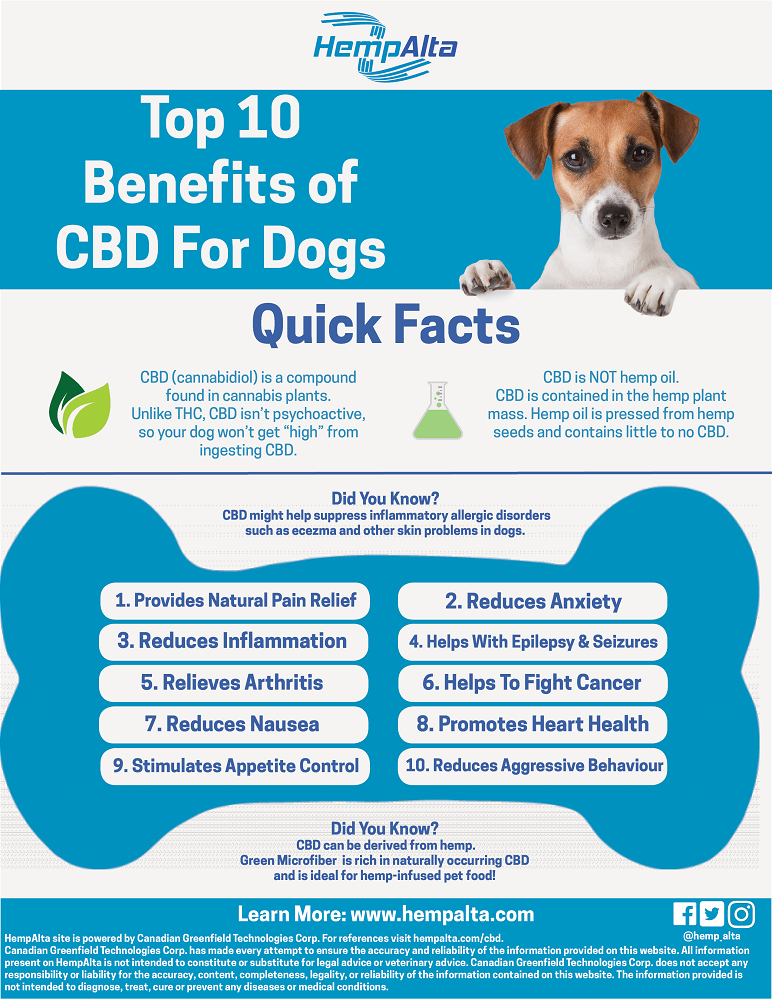 HempAlta
Top 10
Benefits of
CBD For Dogs
Quick Facts
CBD (cannabidiol) is a compound
found in cannabis plants.
Unlike THC, CBD isn't psychoactive,
so your dog won't get “high” from
ingesting CBD.
CBD is NOT hemp oil.
CBD is contained in the hemp plant
mass. Hemp oil is pressed from hemp
seeds and contains little to no CBD.
Did You Know?
CBD might help suppress inflammatory allergic disorders
such as ecezma and other skin problems in dogs.
1. Provides Natural Pain Relief
2. Reduces Anxiety
3. Reduces Inflammation
4. Helps With Epilepsy & Seizures
5. Relieves Arthritis
6. Helps To Fight Cancer
7. Reduces Nausea
8. Promotes Heart Health
9. Stimulates Appetite Control
10. Reduces Aggressive Behaviour
Did You Know?
CBD can be derived from hemp.
Green Microfiber is rich in naturally occurring CBD
and is ideal for hemp-infused pet food!
Learn More: www.hempalta.com
@hemp_alta
HempAlta site is powered by Canadian Greenfield Technologies Corp. For references visit hempalta.com/cbd.
Canadian Greenfield Technologies Corp. has made every attempt to ensure the accuracy and reliability of the information provided on this website. All information
present on HempAlta is not intended to constitute or substitute for legal advice or veterinary advice. Canadian Greenfield Technologies Corp. does not accept any
responsibility or liability for the accuracy, content, completeness, legality, or reliability of the information contained on this website. The information provided is
not intended to diagnose, treat, cure or prevent any diseases or medical conditions.